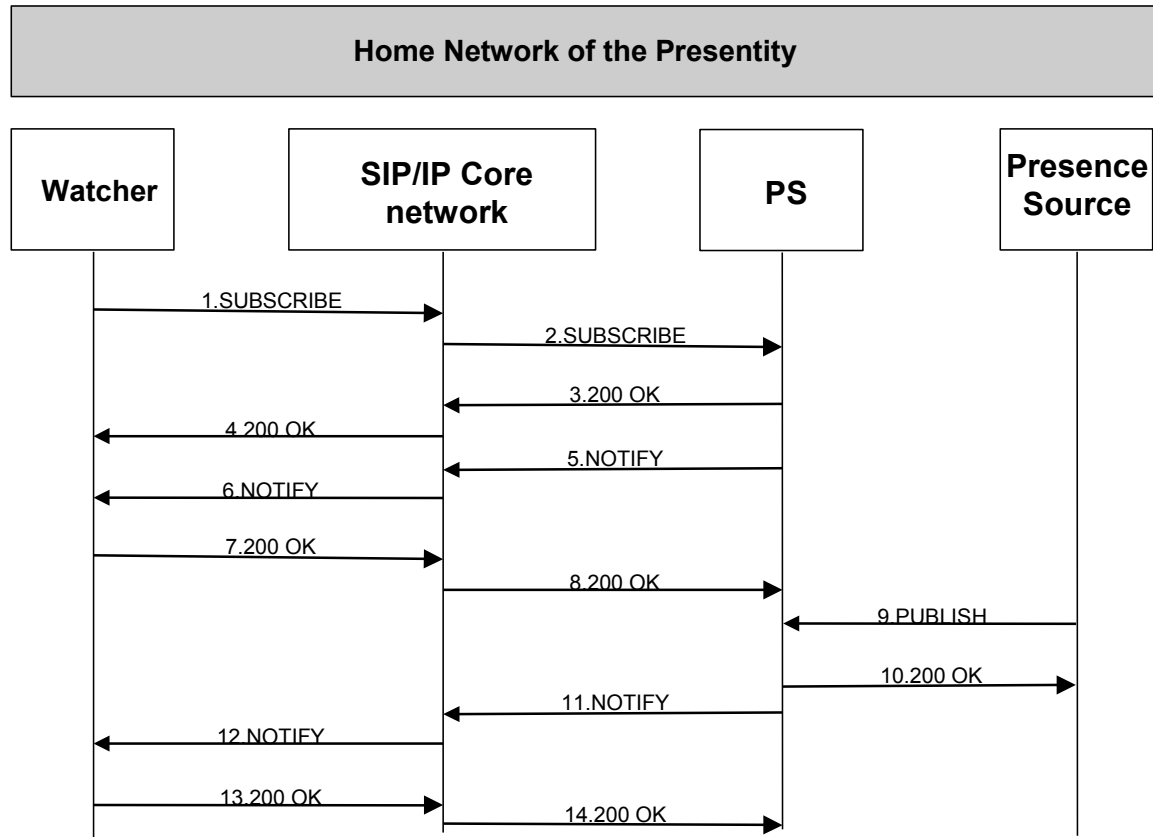 Home Network of the Presentity
Watcher
SIP/IP Core
network
PS
Presence
Source
1.SUBSCRIBE
2.SUBSCRIBE
3.200 OK
4.200 OK
5.NOTIFY
6.NOTIFY
7.200 OK
8.200 OK
9.PUBLISH
10.200 OK
11.NOTIFY
12.NOTIFY
13.200 OK
14.200 OK